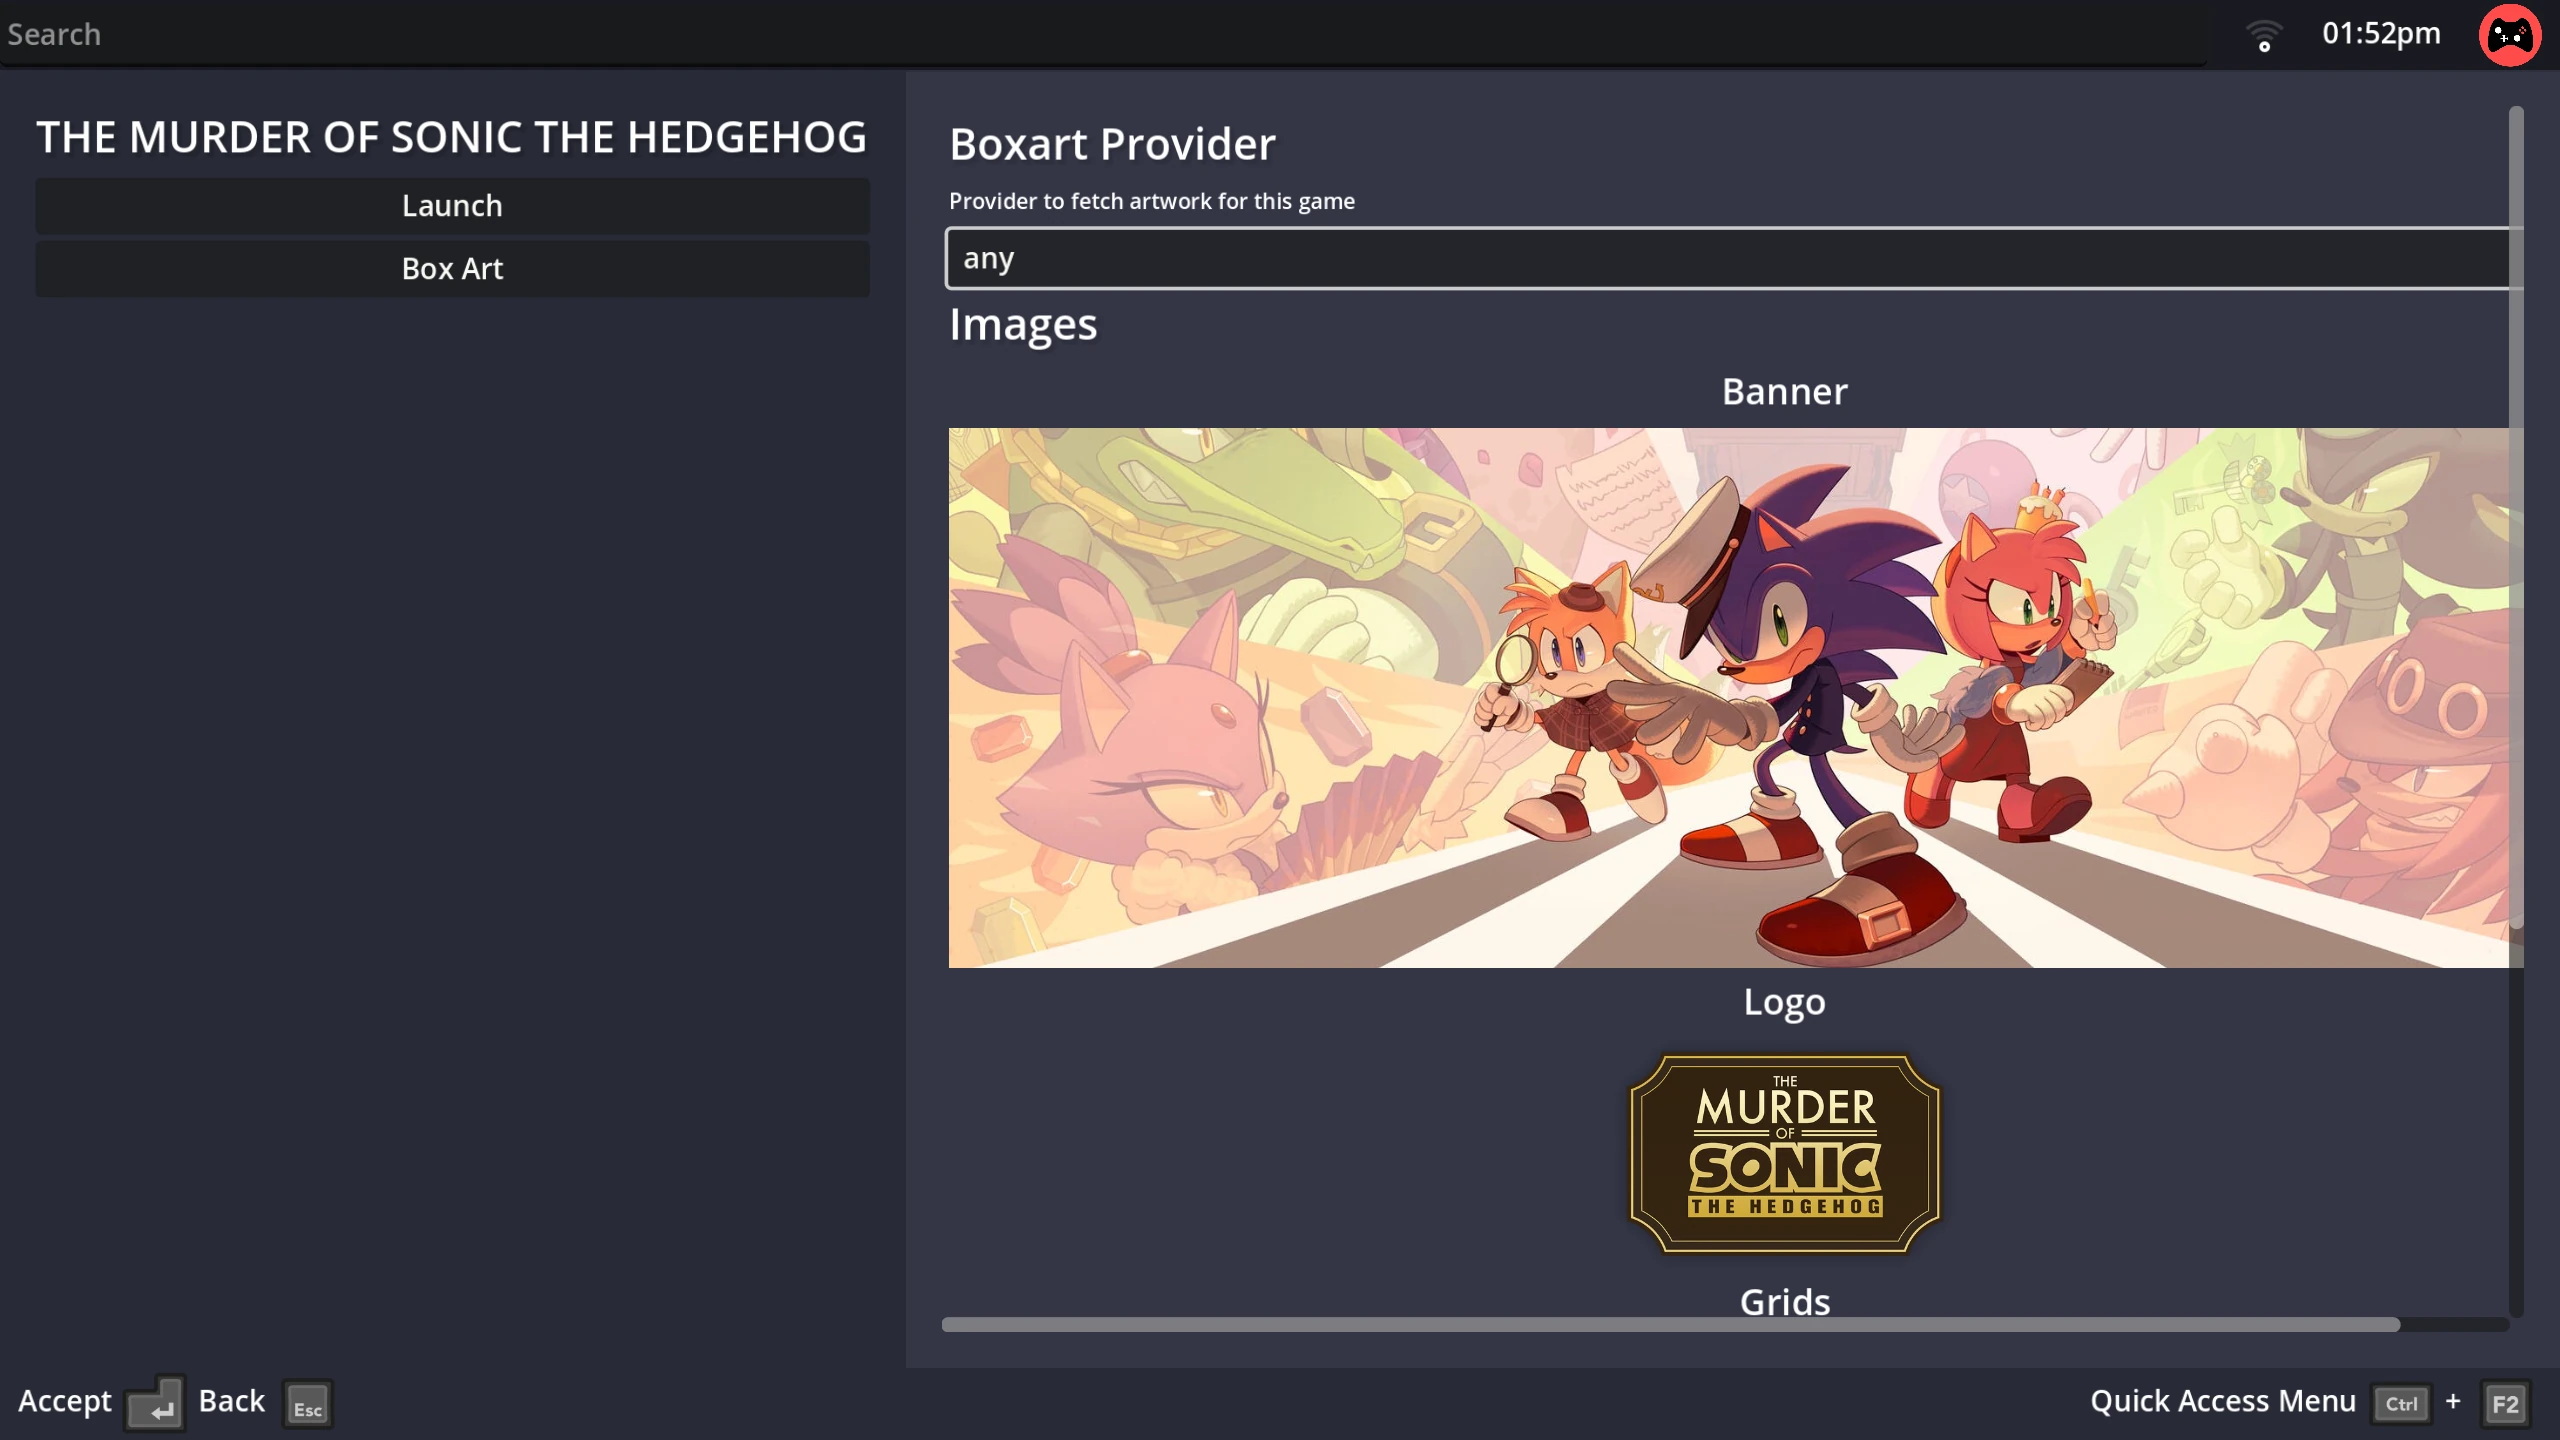 Search
01:52pm
THE MURDER OF SONIC THE HEDGEHOG
Launch
Box Art
Boxart Provider
Provider to fetch artwork for this game
any
Images
Banner
Logo
THE
MURDER
OF
SONIC
THE HEDGEHOG
Grids
Accept Back Esc
Quick Access Menu Ctrl + F2